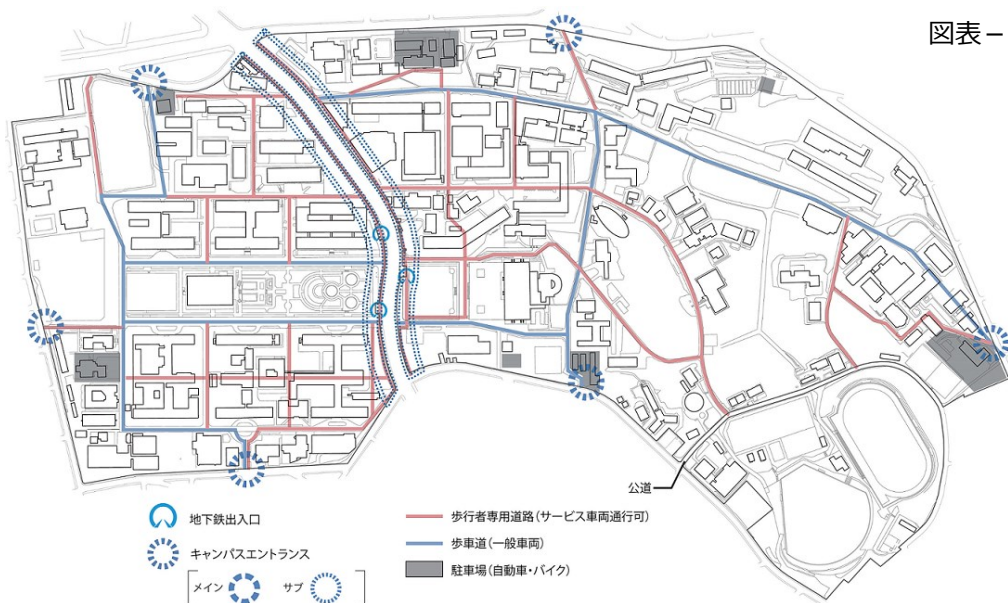 図表－
公道
地下鉄出入口
キャンパスエントランス
メイン
サブ
歩行者専用道路(サービス車両通行可)
歩車道(一般車両)
駐車場(自動車・バイク)